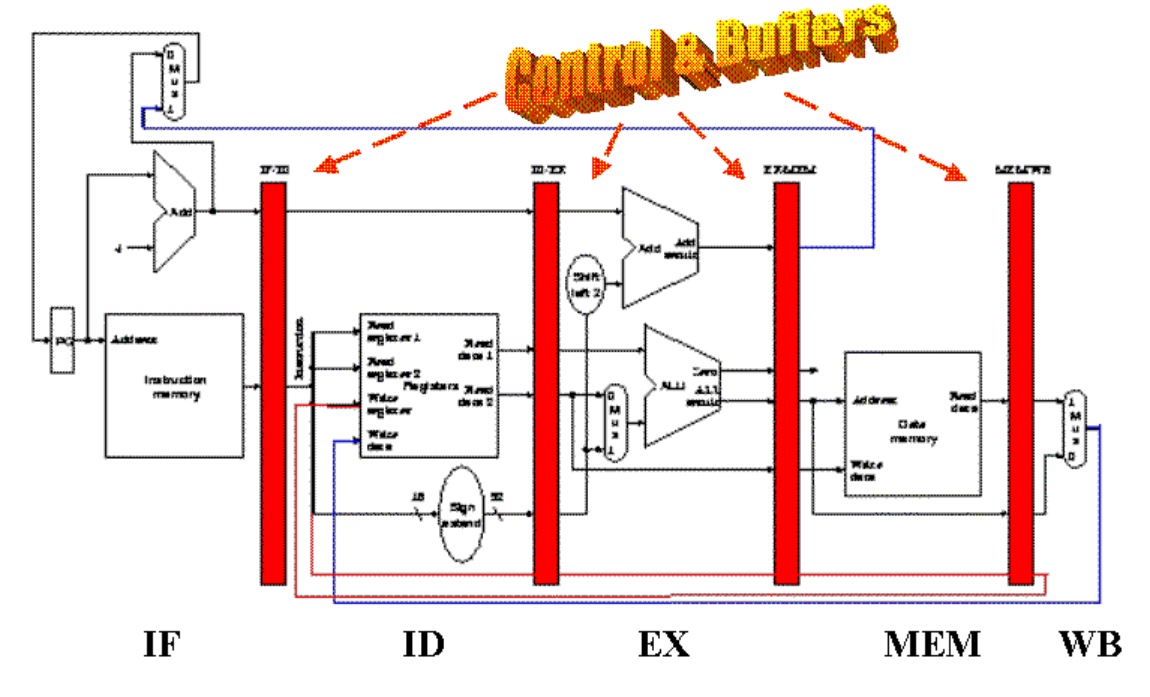 Control & Buffers
0
M
u
x
1
IF/ID
ID/EX
EX/MEM
MEM/WB
Add
4
Add
Add
result
Shift
left 2
PC
Address
Instruction
memory
Instruction
Read
register 1
Read
register 2
Registers
Write
register
Write
data
Read
data 1
Read
data 2
0
M
u
x
1
Zero
ALU
ALU
result
Address
Read
data
Data
memory
Write
data
1
M
u
x
0
16
Sign
extend
32
IF
ID
EX
MEM
WB